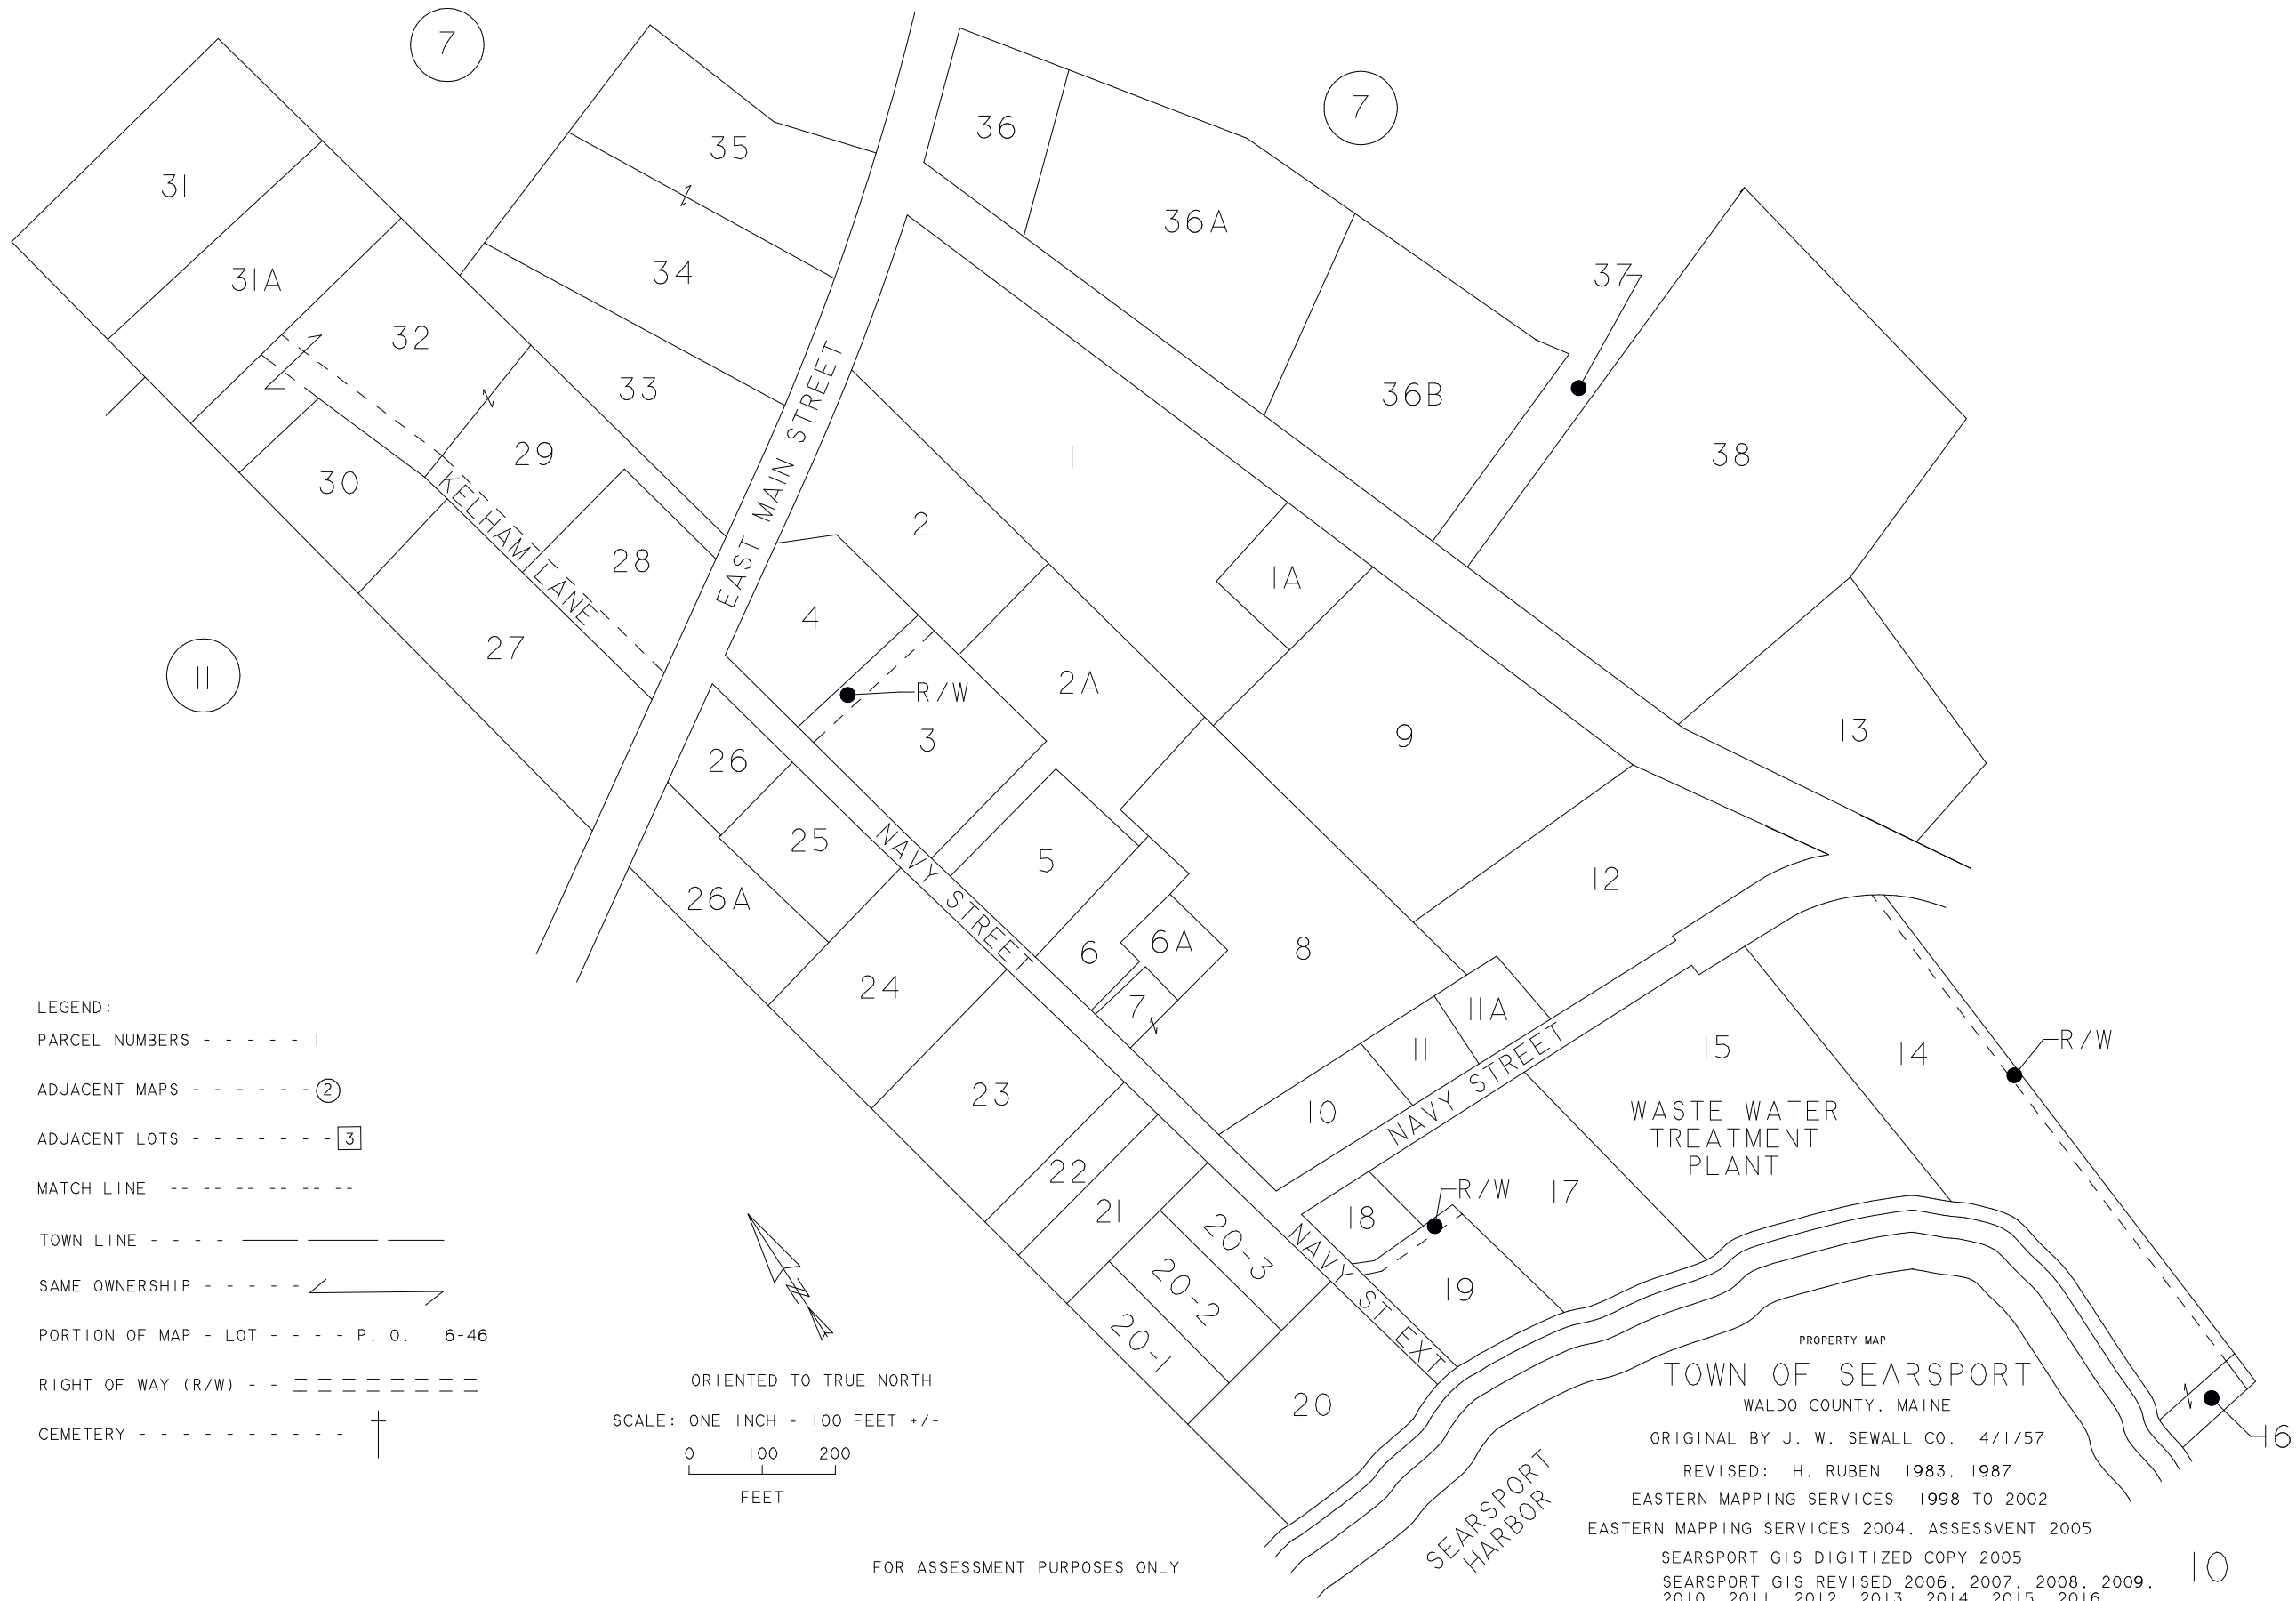 7
7
36
35
31
36A
37
34
31A
32
33
36B
EAST MAIN STREET
1
38
29
30
2
KELHAM LANE
28
1A
4
27
11
2A
R/W
13
9
3
26
25
NAVY STREET
5
12
26A
6A
6
8
24
7
LEGEND:
PARCEL NUMBERS - - - - - 1
ADJACENT MAPS - - - - - - 2
ADJACENT LOTS - - - - - - - 3
MATCH LINE -- -- -- -- -- --
TOWN LINE - - - -
SAME OWNERSHIP - - - - -
PORTION OF MAP - LOT - - - - P. O. 6-46
RIGHT OF WAY (R/W) - -
CEMETERY - - - - - - - - - -
11A
11
10
NAVY STREET
15
14
R/W
WASTE WATER
TREATMENT
PLANT
23
22
21
20-3
20-2
20-1
18
R/W
17
NAVY ST EXT
19
20
16
ORIENTED TO TRUE NORTH
SCALE: ONE INCH = 100 FEET +/-
0 100 200
FEET
FOR ASSESSMENT PURPOSES ONLY
SEARSPORT
HARBOR
PROPERTY MAP
TOWN OF SEARSPORT
WALDO COUNTY, MAINE
ORIGINAL BY J. W. SEWALL CO. 4/1/57
REVISED: H. RUBEN 1983, 1987
EASTERN MAPPING SERVICES 1998 TO 2002
EASTERN MAPPING SERVICES 2004, ASSESSMENT 2005
SEARSPORT GIS DIGITIZED COPY 2005
SEARSPORT GIS REVISED 2006, 2007, 2008, 2009,
2010, 2011, 2012, 2013, 2014, 2015, 2016
10